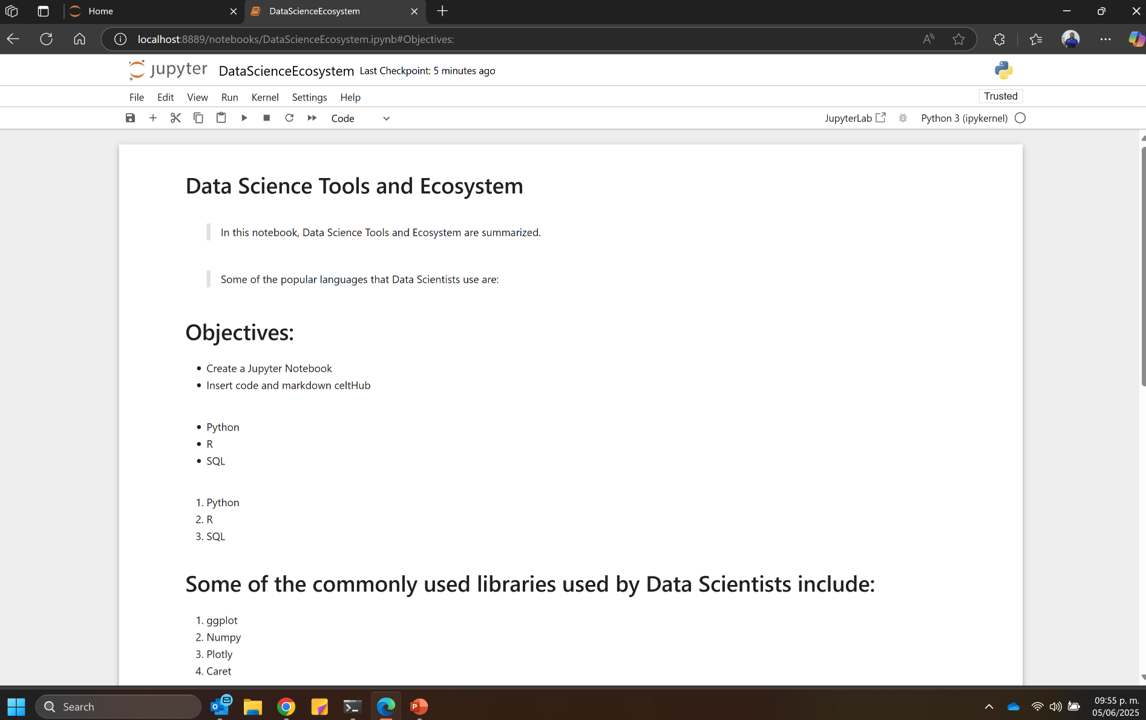 Home
DataScienceEcosystem
localhost:8889/notebooks/DataScienceEcosystem.ipynb#Objectives:
jupyter DataScienceEcosystem Last Checkpoint: 5 minutes ago
File Edit View Run Kernel Settings Help
Trusted
Code
JupyterLab
Python 3 (ipykernel)
Data Science Tools and Ecosystem
In this notebook, Data Science Tools and Ecosystem are summarized.
Some of the popular languages that Data Scientists use are:
Objectives:
• Create a Jupyter Notebook
• Insert code and markdown celtHub
• Python
• R
• SQL
1. Python
2. R
3. SQL
Some of the commonly used libraries used by Data Scientists include:
1. ggplot
2. Numpy
3. Plotly
4. Caret
Search
09:55 p. m.
05/06/2025